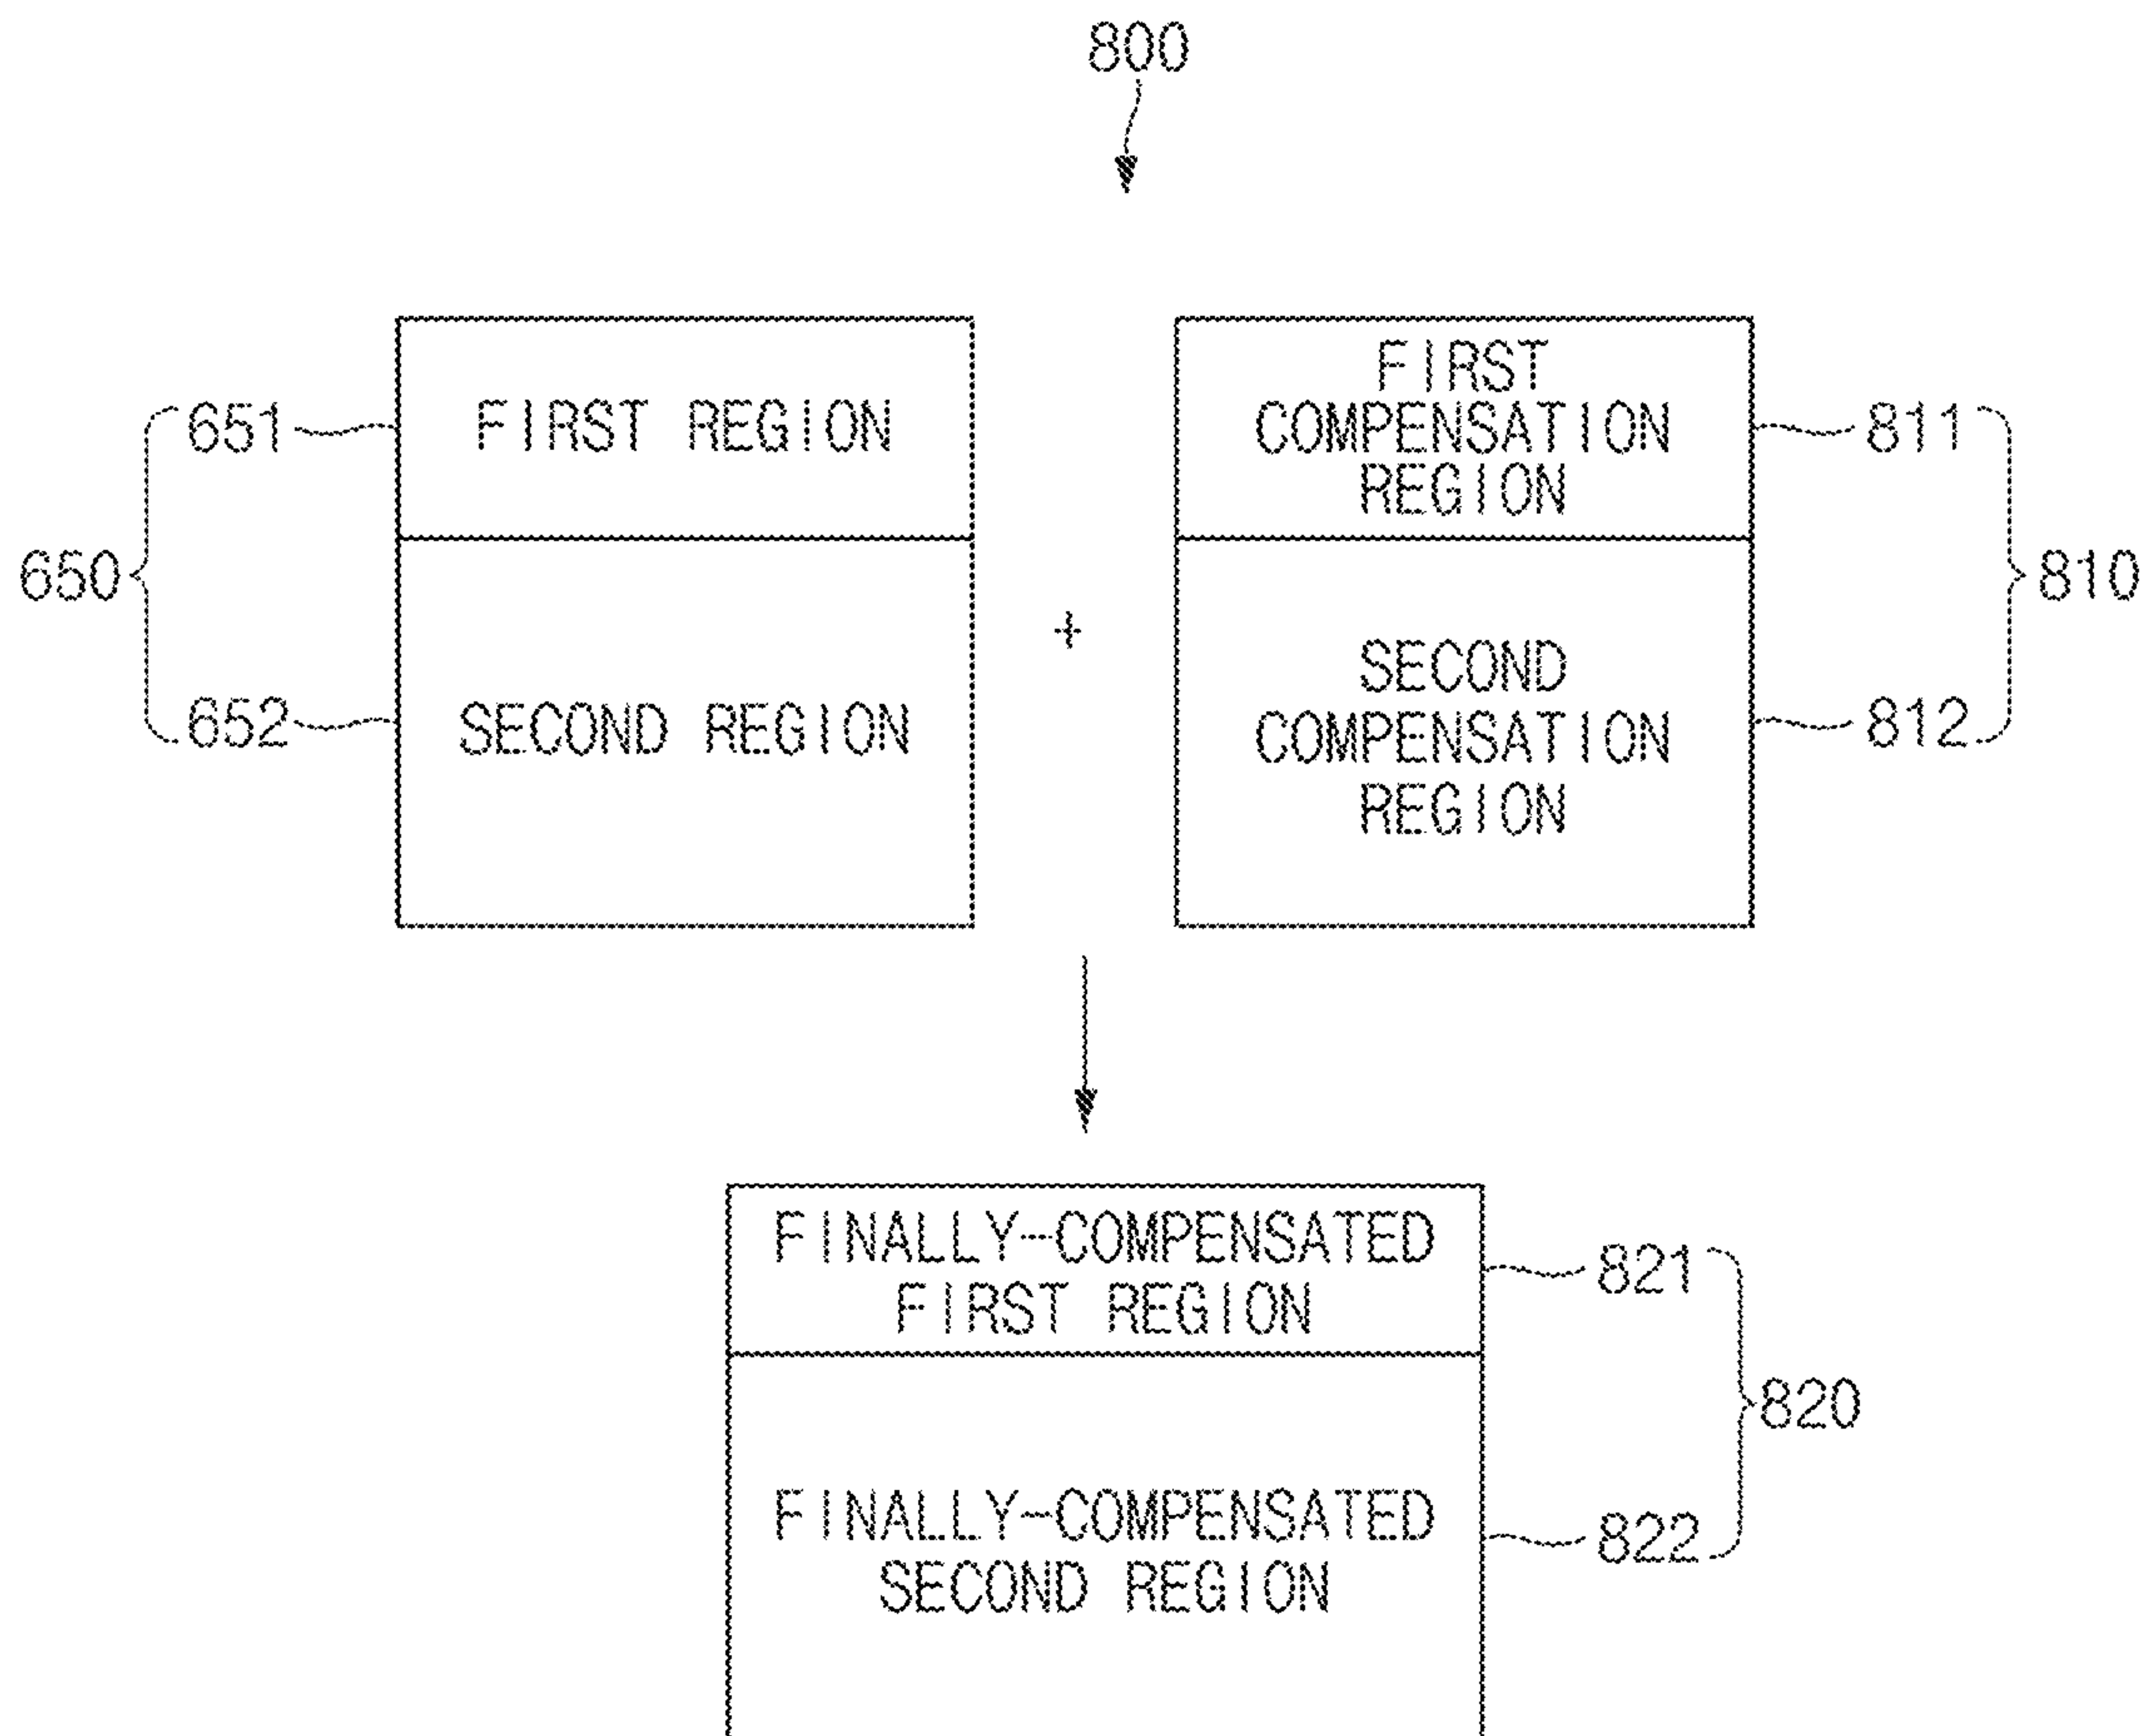 800
FIRST REGION
SECOND REGION
651
652
650
+
FIRST
COMPENSATION
REGION
SECOND
COMPENSATION
REGION
811
812
810
FINALLY-COMPENSATED
FIRST REGION
FINALLY-COMPENSATED
SECOND REGION
821
822
820